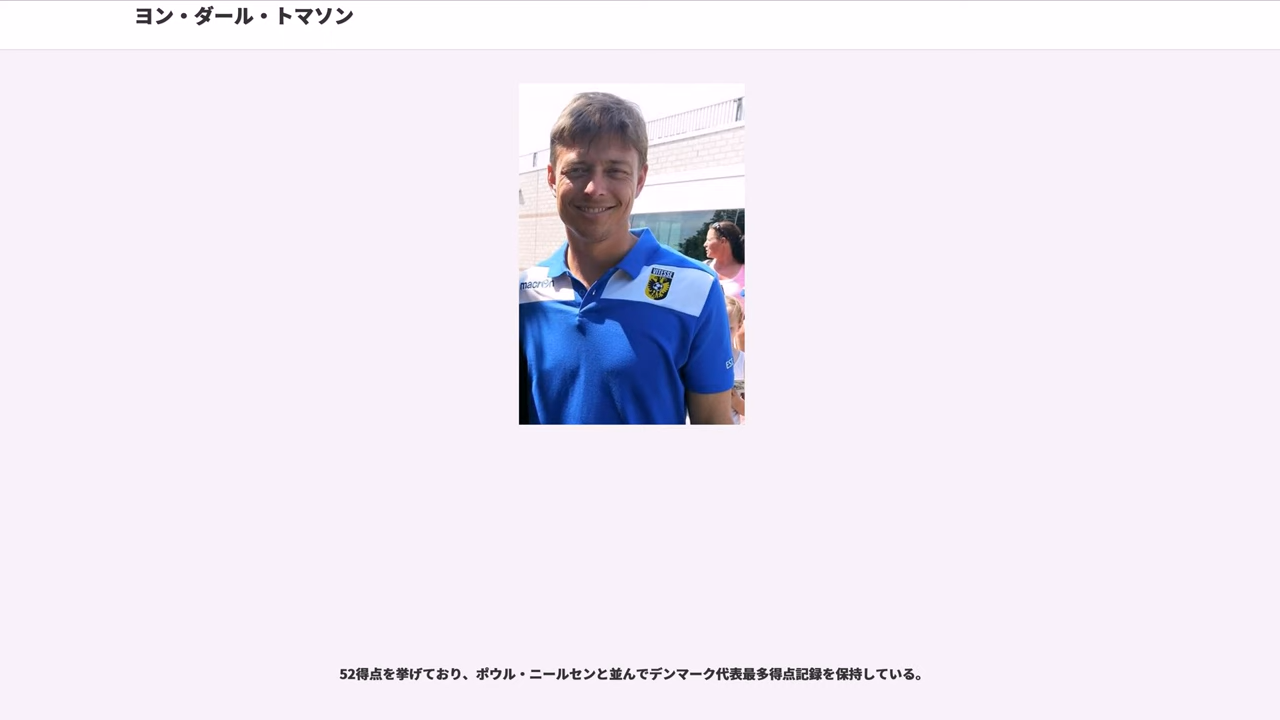 ヨン・ダール・トマソン
macron
VITESSE
52得点を挙げており、ポウル・ニールセンと並んでデンマーク代表最多得点記録を保持している。